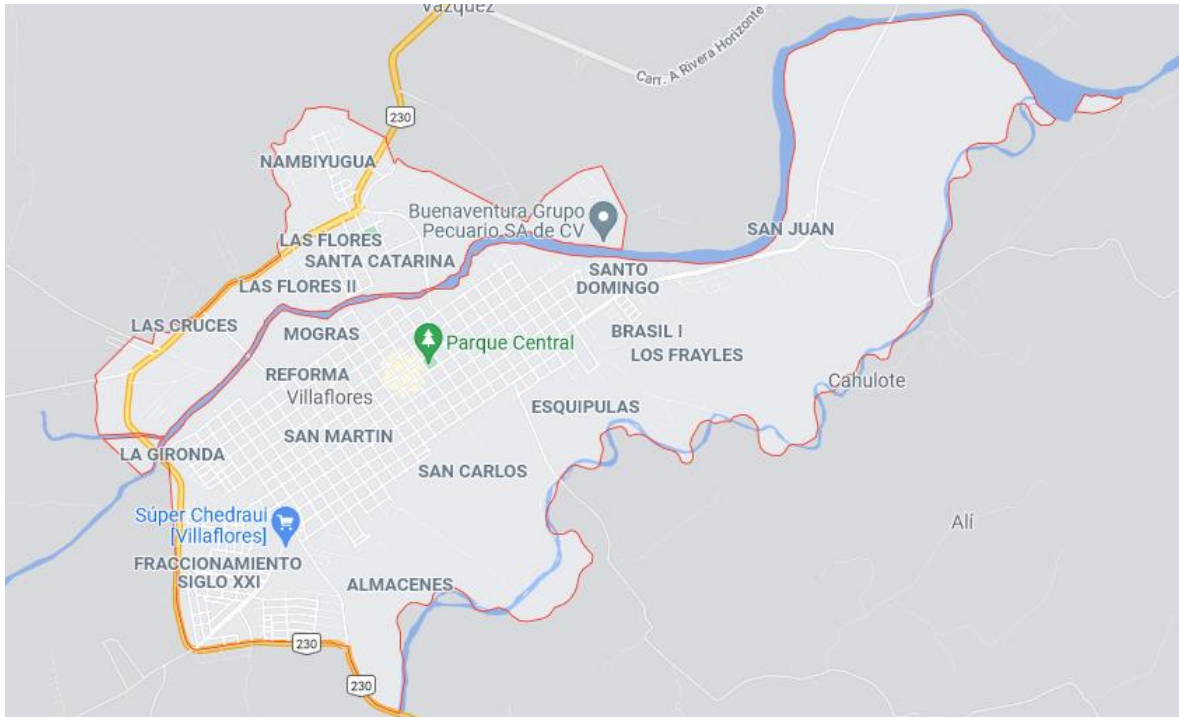 Vázquez
Carr. A Rivera Horizonte
230
NAMBIYUGUA
Buenaventura Grupo
Pecuario SA de CV
SAN JUAN
LAS FLORES
SANTA CATARINA
SANTO
DOMINGO
LAS FLORES II
LAS CRUCES
MOGRAS
BRASIL I
Parque Central
LOS FRAYLES
REFORMA
Cahulote
Villaflores
ESQUIPULAS
SAN MARTIN
LA GIRONDA
SAN CARLOS
Súper Chedraui
[Villaflores]
Alí
FRACCIONAMIENTO
SIGLO XXI
ALMACENES
230
230